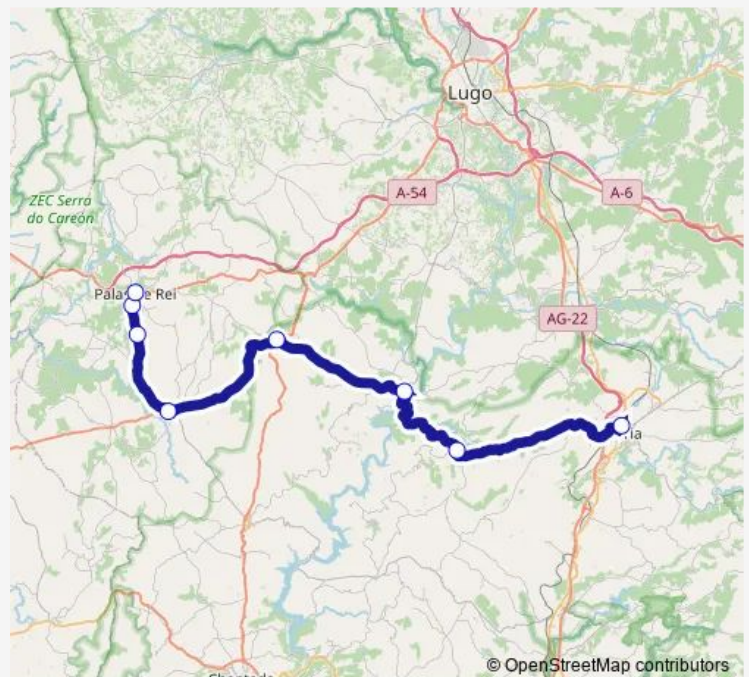 Lugo
A-54
A-6
ZEC Serra
do Careón
AG-22
© OpenStreetMap contributors